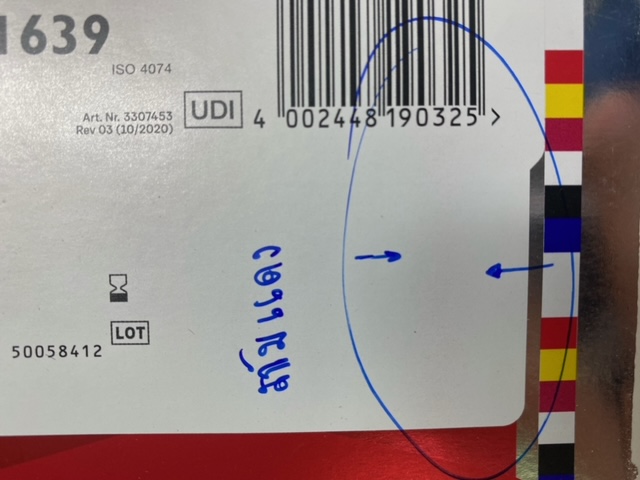 1639
ISO 4074
Art. Nr. 3307453
Rev 03 (10/2020)
UDI
4 002448 190325 >
LOT
50058412